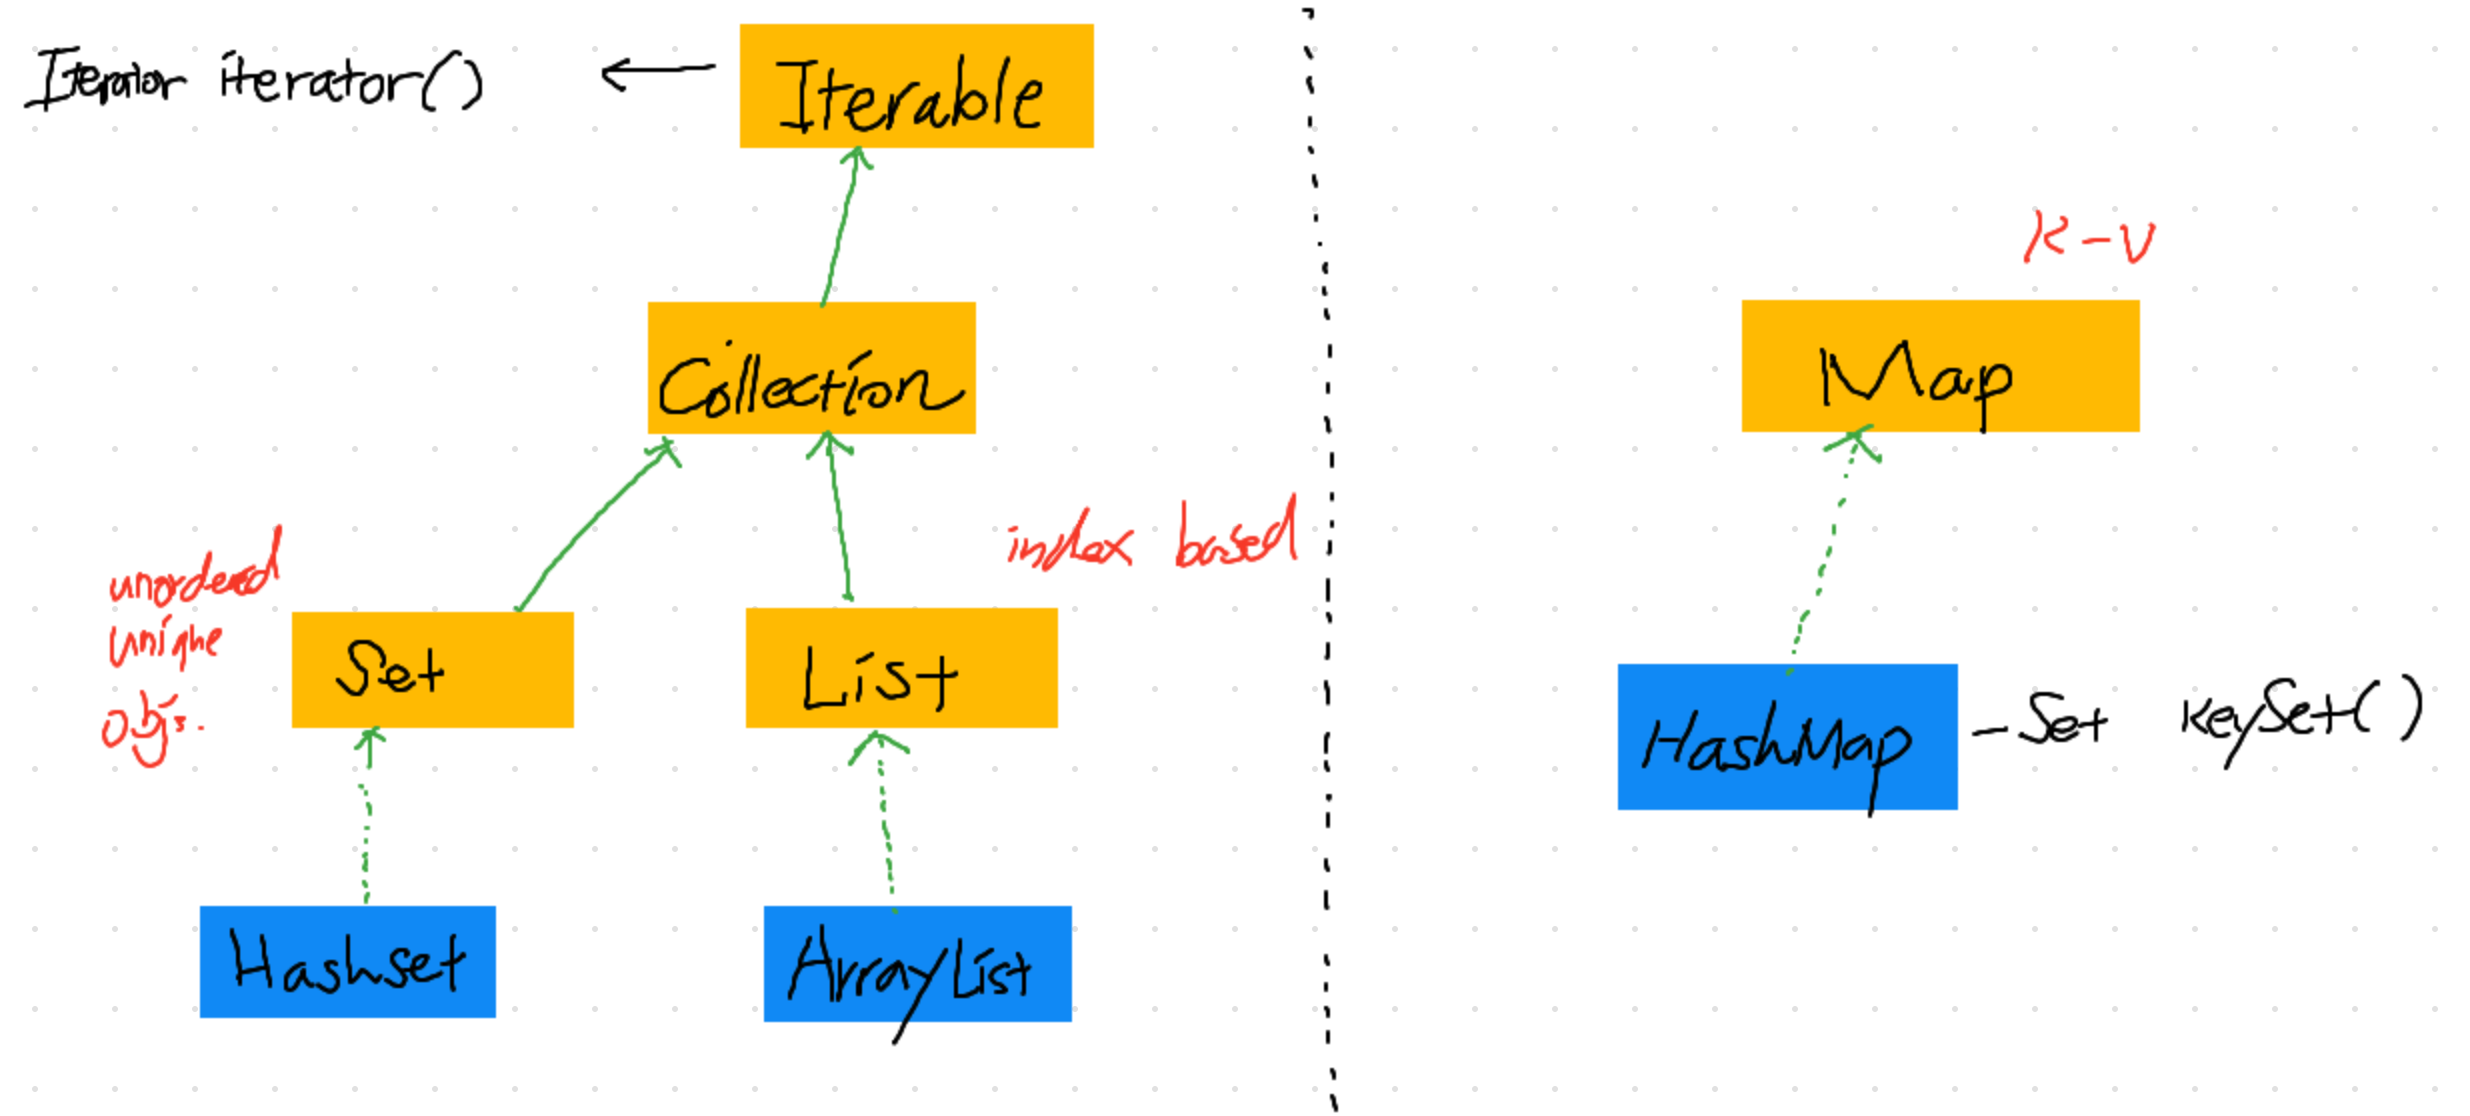 Iterator iterator()
Iterable
K-V
Collection
Map
index based
unordered
unique
objs.
Set
List
HashMap
-Set keySet()
Hashset
ArrayList